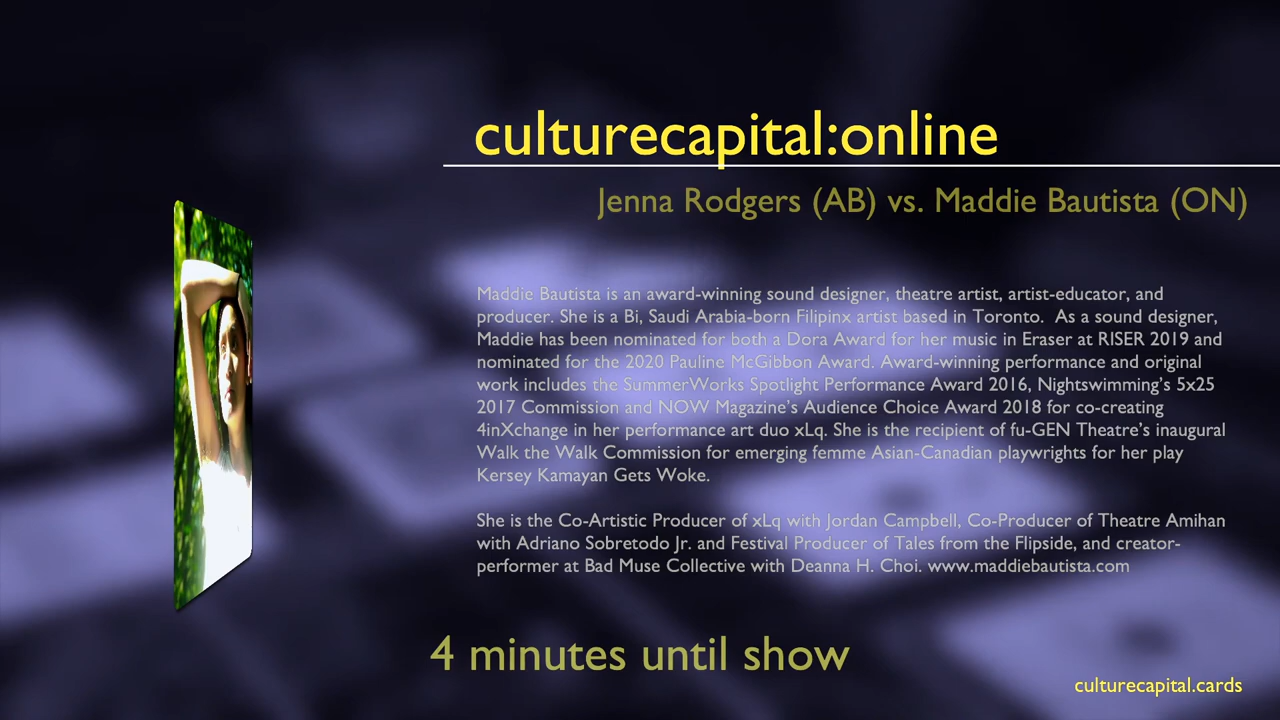 culturecapital:online
Jenna Rodgers (AB) vs. Maddie Bautista (ON)
Maddie Bautista is an award-winning sound designer, theatre artist, artist-educator, and
producer. She is a Bi, Saudi Arabia-born Filipinx artist based in Toronto.  As a sound designer,
Maddie has been nominated for both a Dora Award for her music in Eraser at RISER 2019 and
nominated for the 2020 Pauline McGibbon Award. Award-winning performance and original
work includes the SummerWorks Spotlight Performance Award 2016, Nightswimming's 5x25
2017 Commission and NOW Magazine's Audience Choice Award 2018 for co-creating
4inXchange in her performance art duo xLq. She is the recipient of fu-GEN Theatre's inaugural
Walk the Walk Commission for emerging femme Asian-Canadian playwrights for her play
Kersey Kamayan Gets Woke.
She is the Co-Artistic Producer of xLq with Jordan Campbell, Co-Producer of Theatre Amihan
with Adriano Sobretodo Jr. and Festival Producer of Tales from the Flipside, and creator-
performer at Bad Muse Collective with Deanna H. Choi. www.maddiebautista.com
4 minutes until show
culturecapital.cards